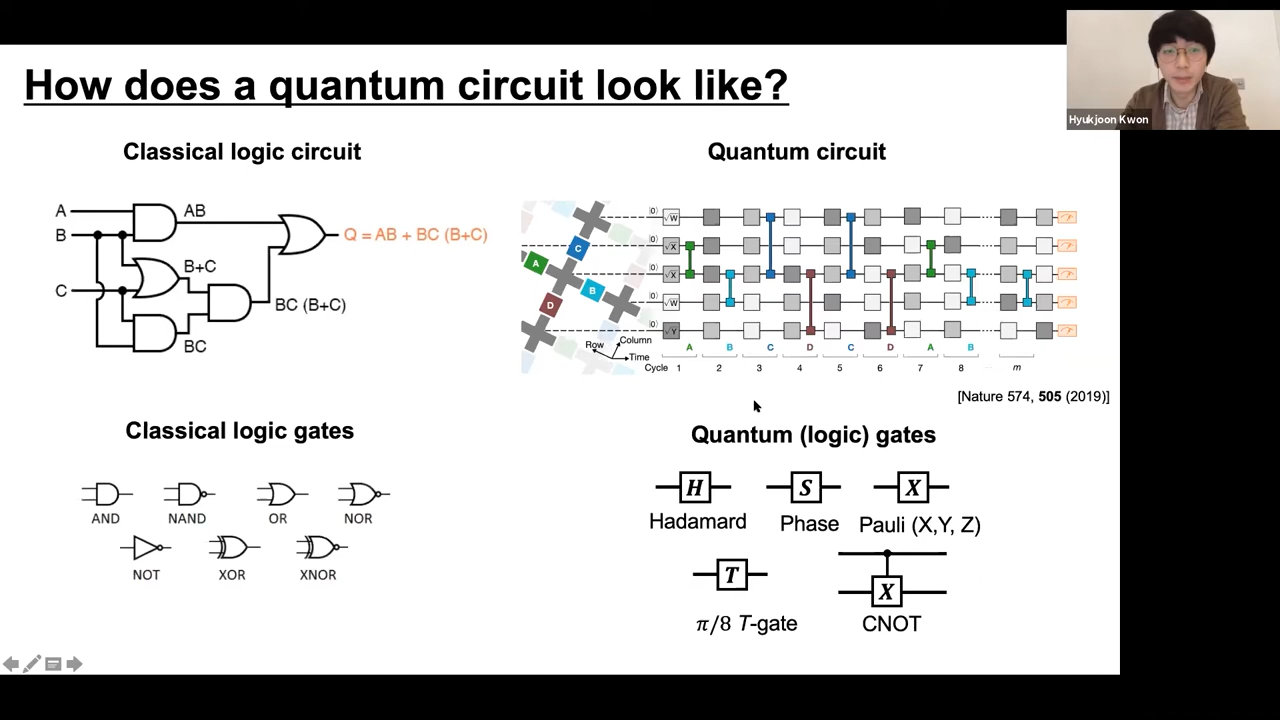 How does a quantum circuit look like?
Hyukjoon Kwon
Classical logic circuit
A
B
C
AB
B+C
BC
BC (B+C)
Q = AB + BC (B+C)
Quantum circuit
A
B
C
D
Row
Column
Time
|0⟩ √W
|0⟩ √X
|0⟩ √X
|0⟩ √W
|0⟩ √Y
A B C D C D A B
Cycle 1 2 3 4 5 6 7 8 ... m
[Nature 574, 505 (2019)]
Classical logic gates
AND NAND OR NOR
NOT XOR XNOR
Quantum (logic) gates
H S X
Hadamard Phase Pauli (X,Y, Z)
T
X
π/8 T-gate CNOT